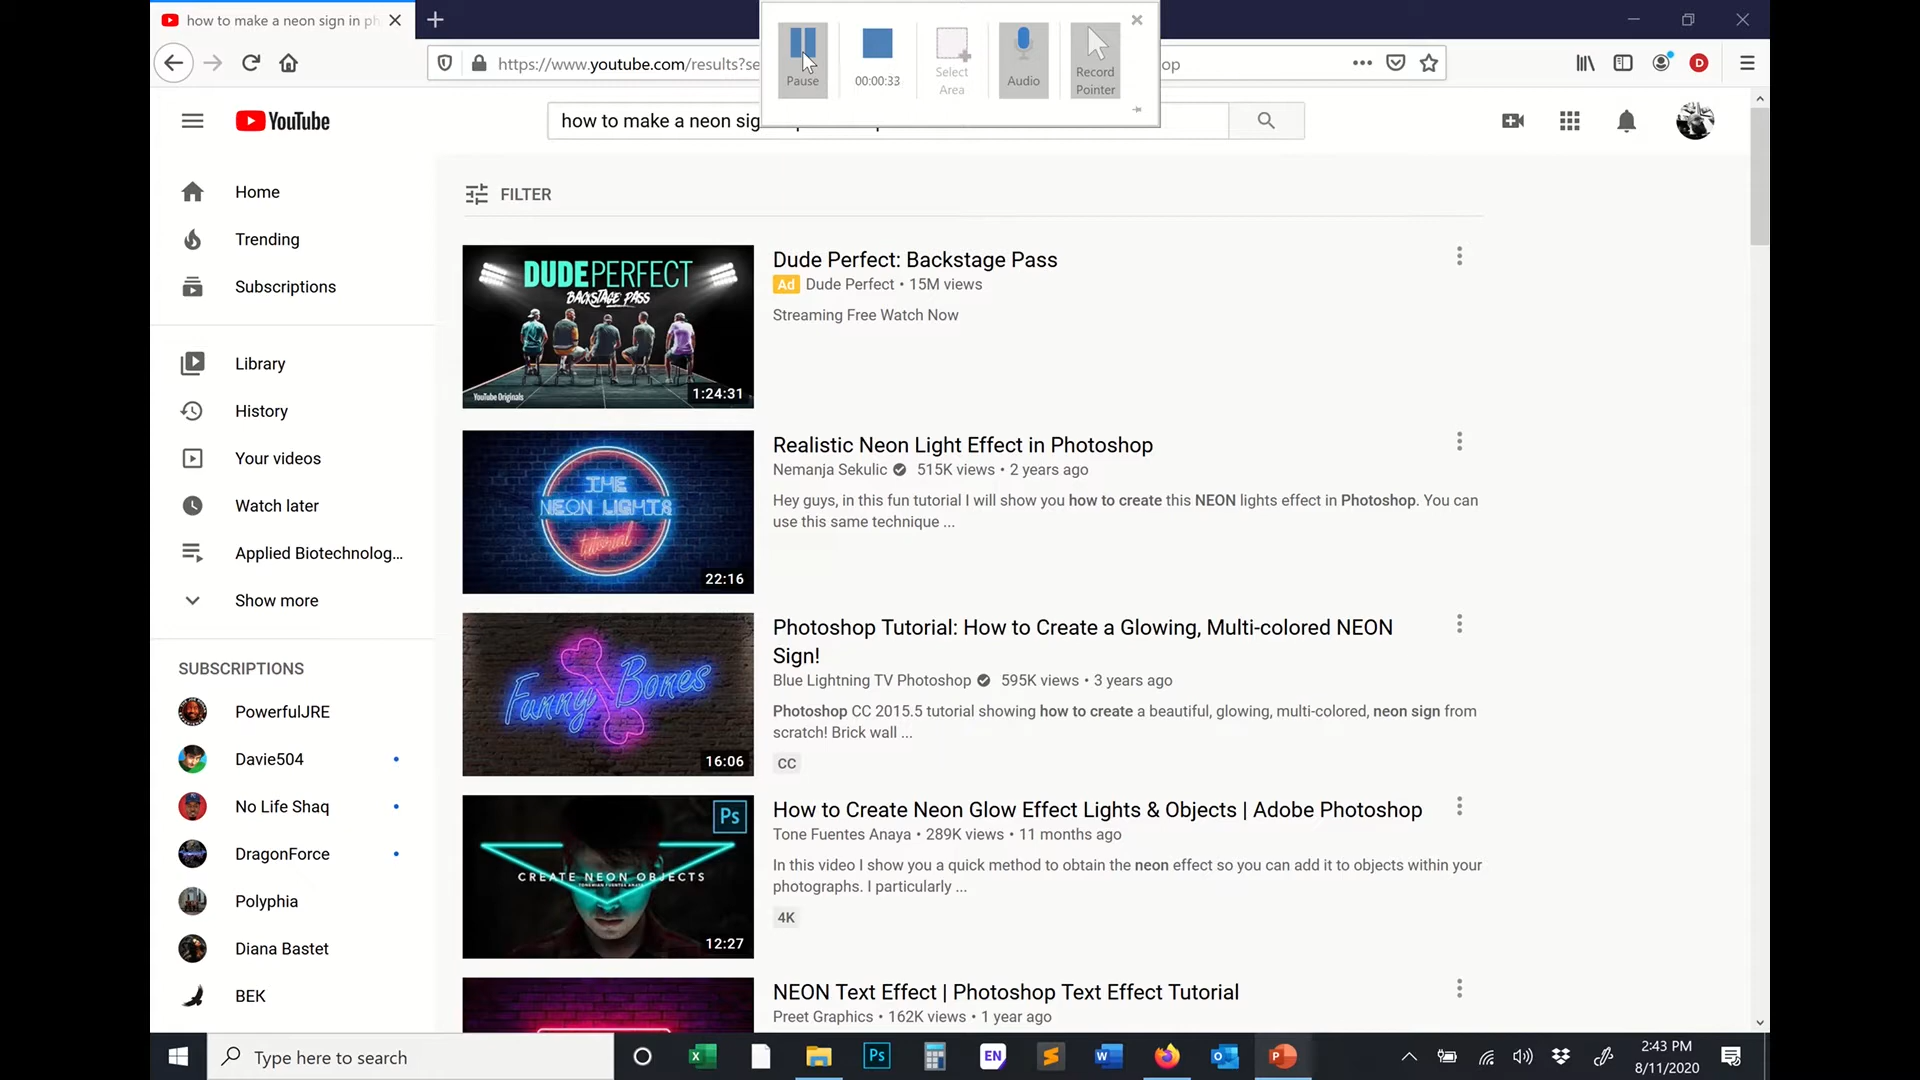 how to make a neon sign in ph
https://www.youtube.com/results?se
op
Pause
00:00:33
Select
Area
Audio
Record
Pointer
YouTube
how to make a neon sig
Home
Trending
Subscriptions
Library
History
Your videos
Watch later
Applied Biotechnolog...
Show more
SUBSCRIPTIONS
PowerfulJRE
Davie504
No Life Shaq
DragonForce
Polyphia
Diana Bastet
BEK
FILTER
DUDE PERFECT
BACKSTAGE PASS
YouTube Originals
1:24:31
Dude Perfect: Backstage Pass
Ad Dude Perfect • 15M views
Streaming Free Watch Now
THE
NEON LIGHTS
tutorial
22:16
Realistic Neon Light Effect in Photoshop
Nemanja Sekulic 515K views • 2 years ago
Hey guys, in this fun tutorial I will show you how to create this NEON lights effect in Photoshop. You can
use this same technique ...
Funny Bones
16:06
Photoshop Tutorial: How to Create a Glowing, Multi-colored NEON
Sign!
Blue Lightning TV Photoshop 595K views • 3 years ago
Photoshop CC 2015.5 tutorial showing how to create a beautiful, glowing, multi-colored, neon sign from
scratch! Brick wall ...
CC
Ps
CREATE NEON OBJECTS
12:27
How to Create Neon Glow Effect Lights & Objects | Adobe Photoshop
Tone Fuentes Anaya • 289K views • 11 months ago
In this video I show you a quick method to obtain the neon effect so you can add it to objects within your
photographs. I particularly ...
4K
NEON Text Effect | Photoshop Text Effect Tutorial
Preet Graphics • 162K views • 1 year ago
Type here to search
Ps
EN
2:43 PM
8/11/2020